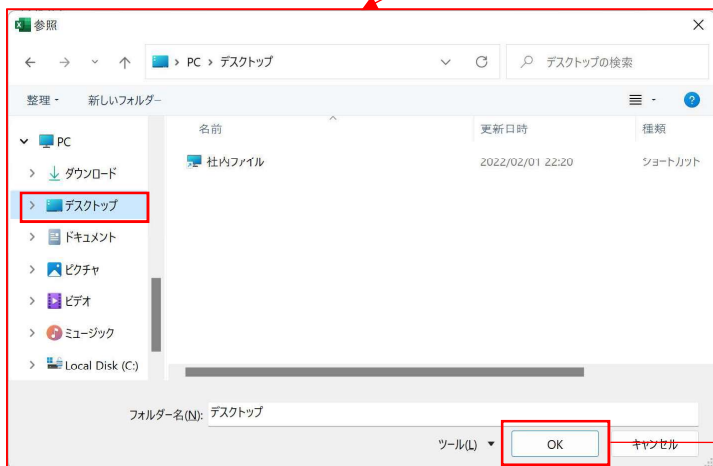 参照
PC > デスクトップ
デスクトップの検索
整理
新しいフォルダー
名前
更新日時
種類
社内ファイル
2022/02/01 22:20
ショートカット
PC
ダウンロード
デスクトップ
ドキュメント
ピクチャ
ビデオ
ミュージック
Local Disk (C:)
フォルダー名(N): デスクトップ
ツール(L)
OK
キャンセル